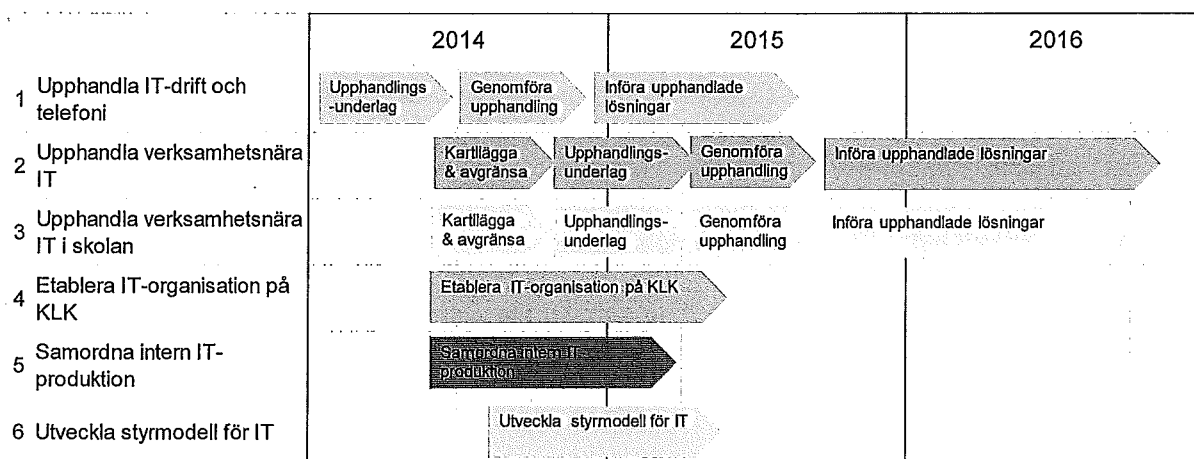 2014 2015 2016
1 Upphandla IT-drift och
telefoni
Upphandlings
-underlag
Genomföra
upphandling
Införa upphandlade
lösningar
2 Upphandla verksamhetsnära
IT
Kartllägga
& avgränsa
Upphandlings-
underlag
Genomföra
upphandling
Införa upphandlade lösningar
3 Upphandla verksamhetsnära
IT i skolan
Kartllägga
& avgränsa
Upphandlings-
underlag
Genomföra
upphandling
Införa upphandlade lösningar
4 Etablera IT-organisation på
KLK
Etablera IT-organisation på KLK
5 Samordna intern IT-
produktion
Samordna intern IT-
produktion
6 Utveckla styrmodell för IT
Utveckla styrmodell för IT